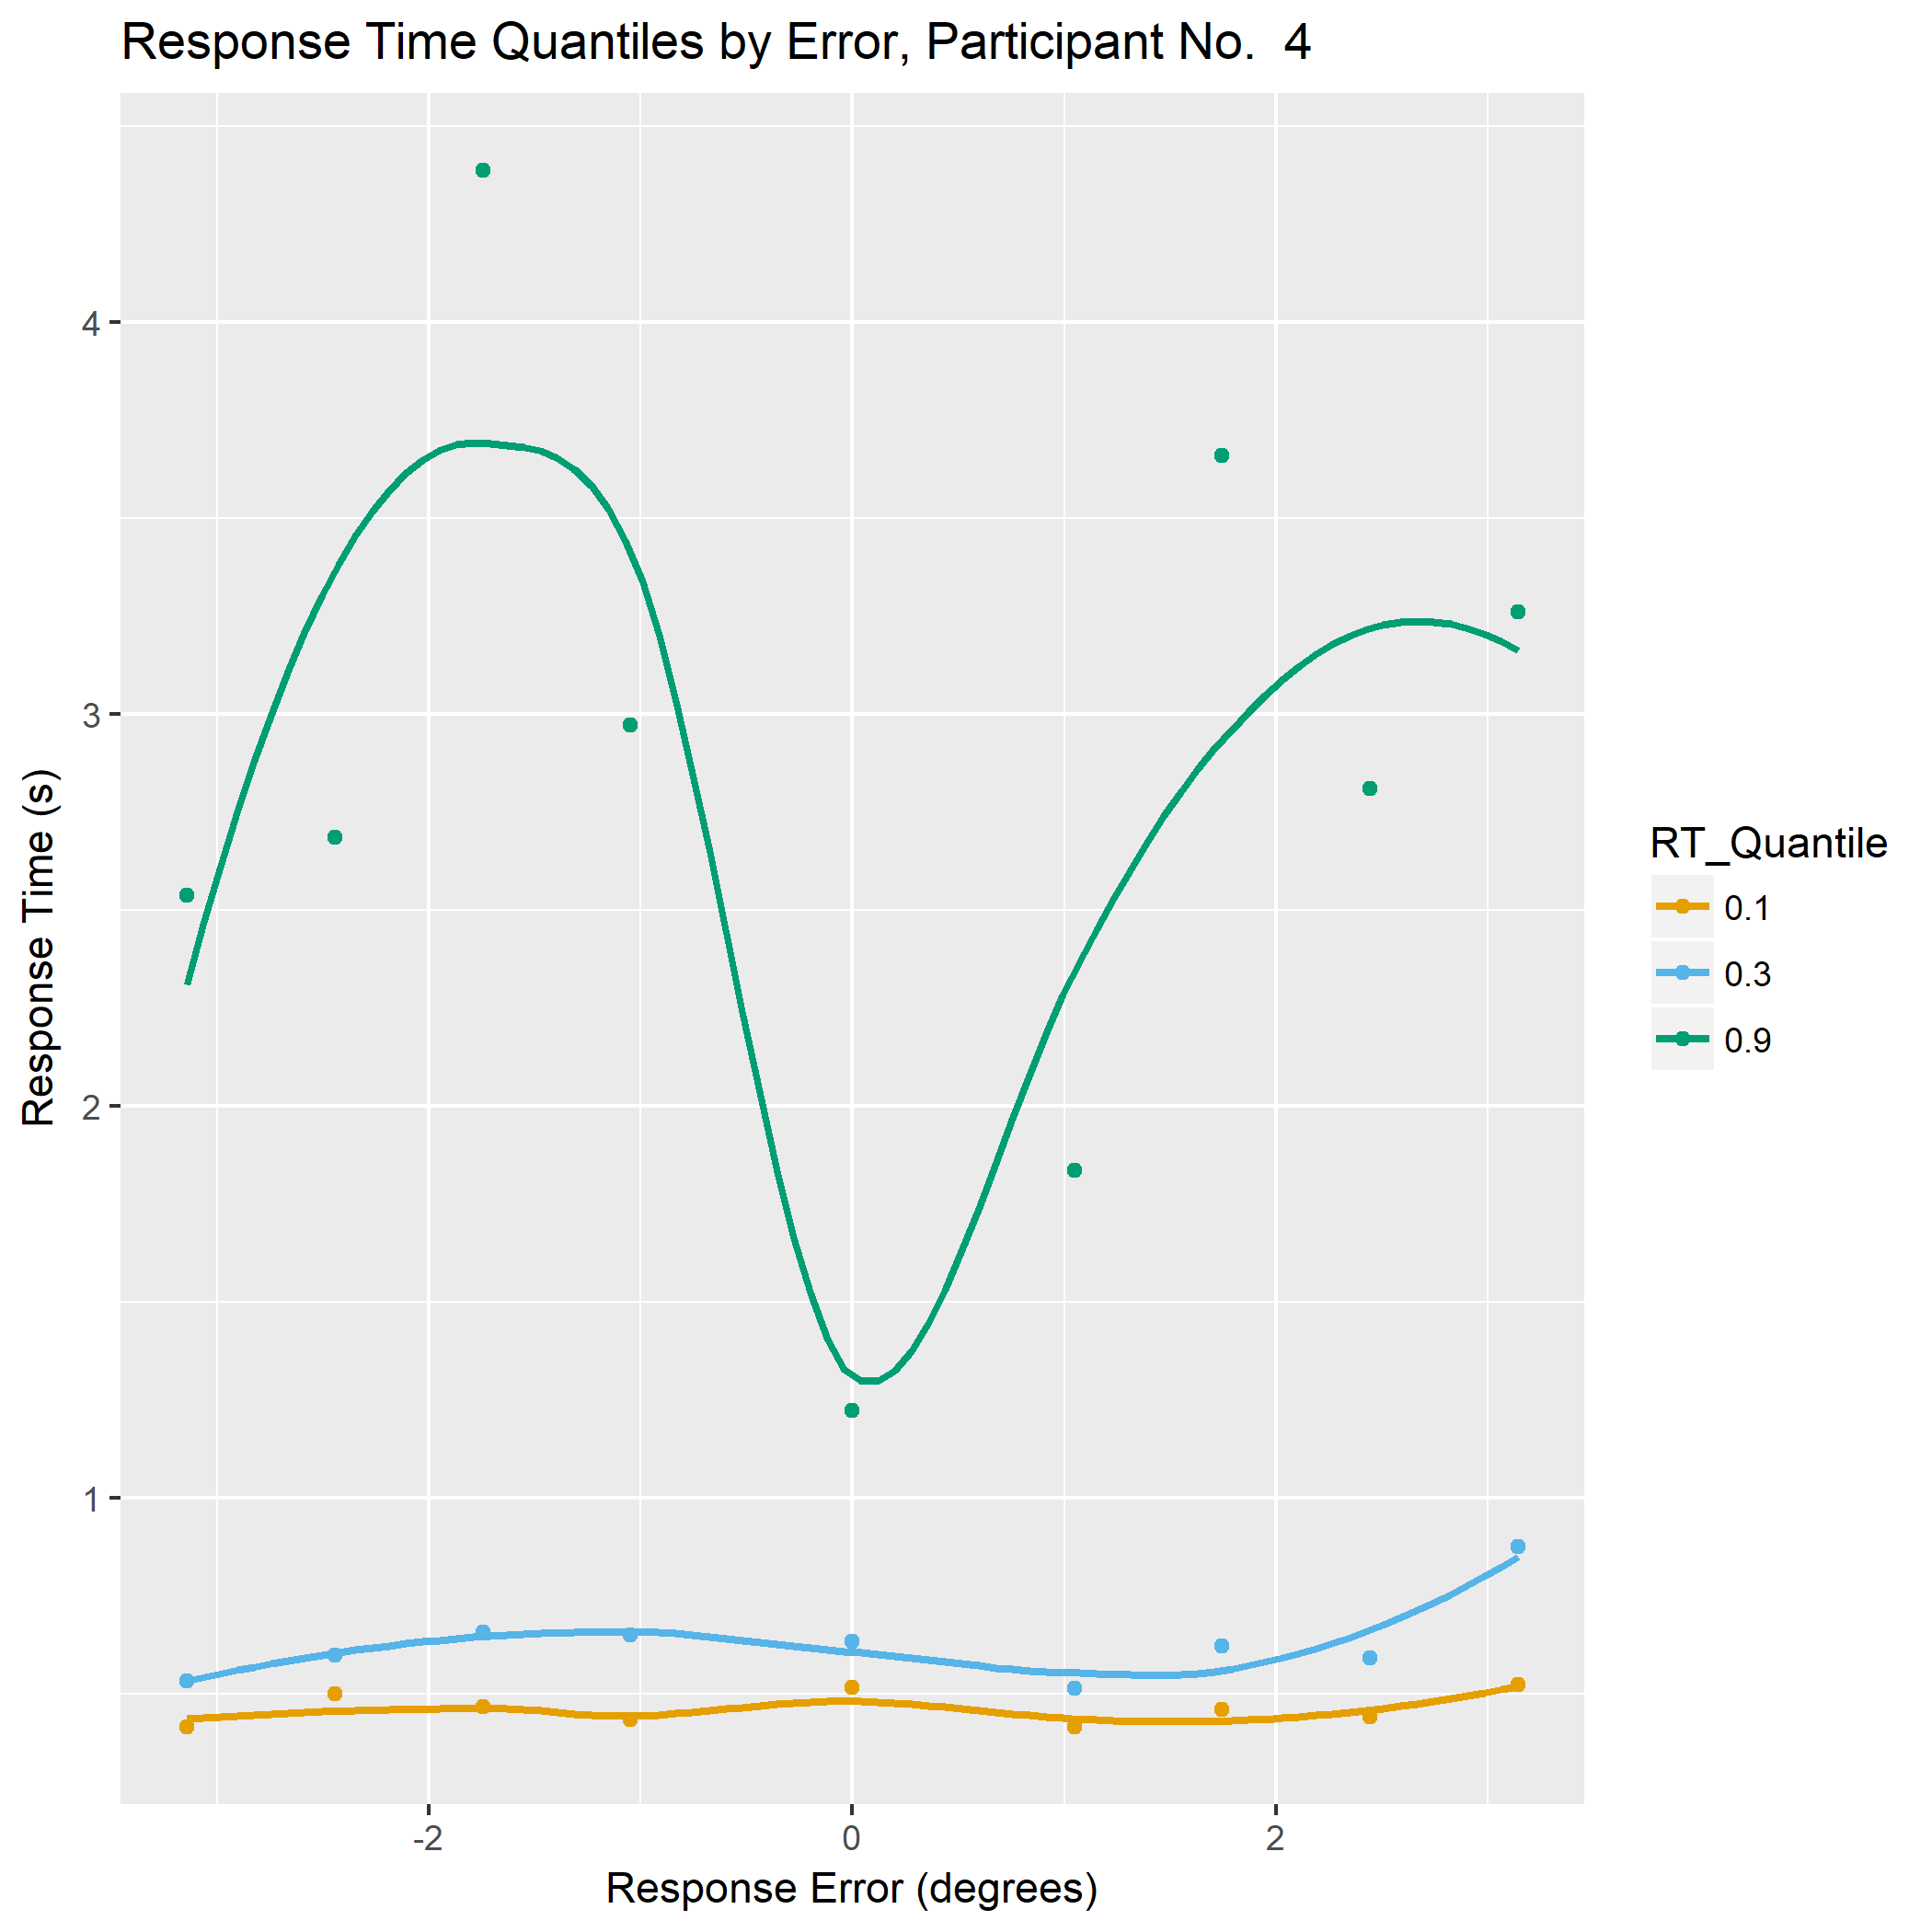 Response Time Quantiles by Error, Participant No.  4
4
3
2
1
Response Time (s)
-2
0
2
Response Error (degrees)
RT_Quantile
0.1
0.3
0.9